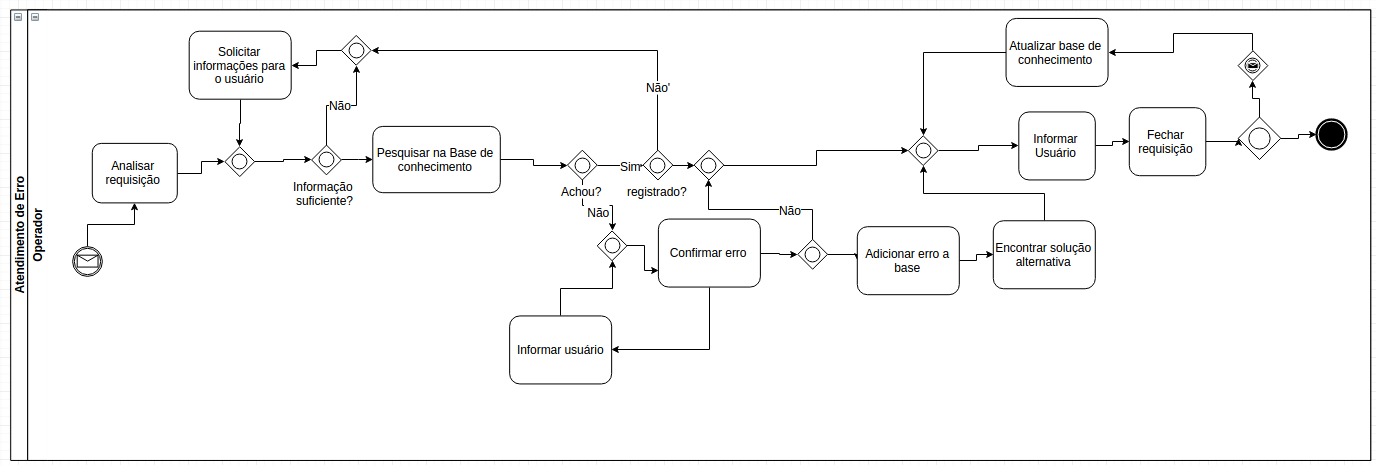 Atendimento de Erro
Operador
Solicitar
informações para
o usuário
Analisar
requisição
Não
Informação
suficiente?
Pesquisar na Base de
conhecimento
Achou?
Não
Sim
Não'
registrado?
Informar usuário
Confirmar erro
Não
Adicionar erro a
base
Encontrar solução
alternativa
Atualizar base de
conhecimento
Informar
Usuário
Fechar
requisição